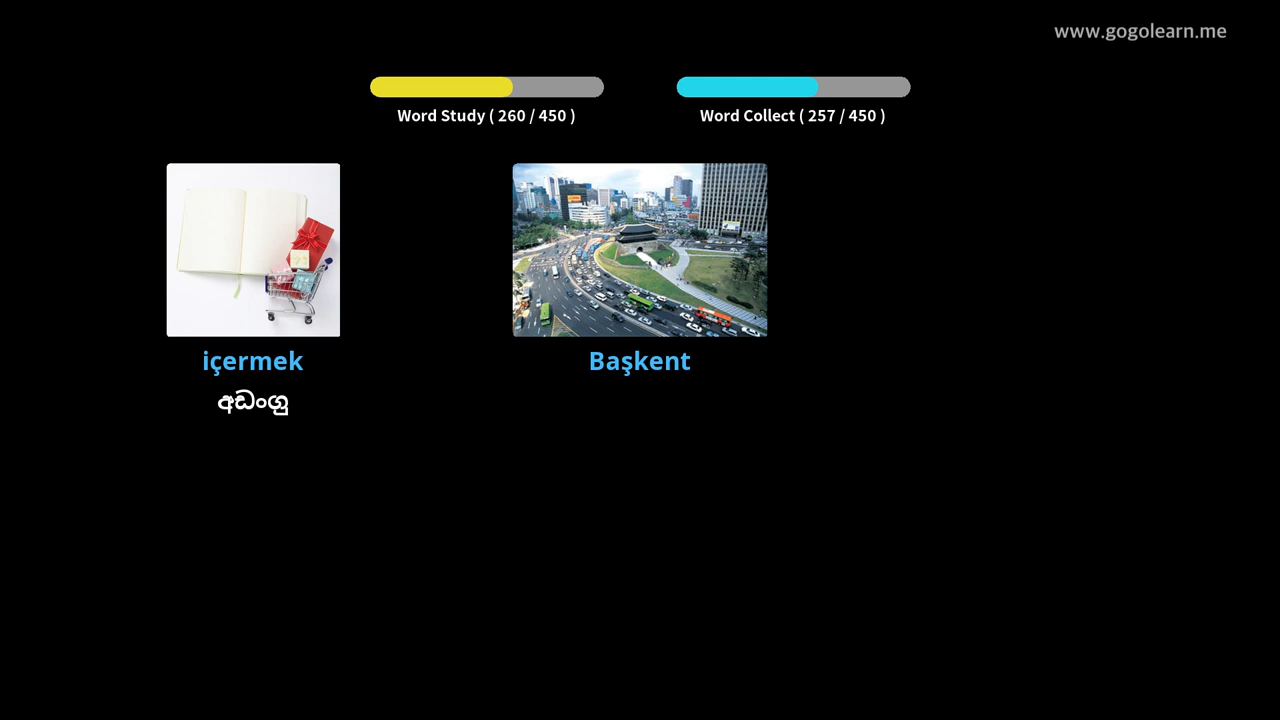 www.gogolearn.me
Word Study ( 260 / 450 )
Word Collect ( 257 / 450 )
içermek
අඩංගු
Başkent